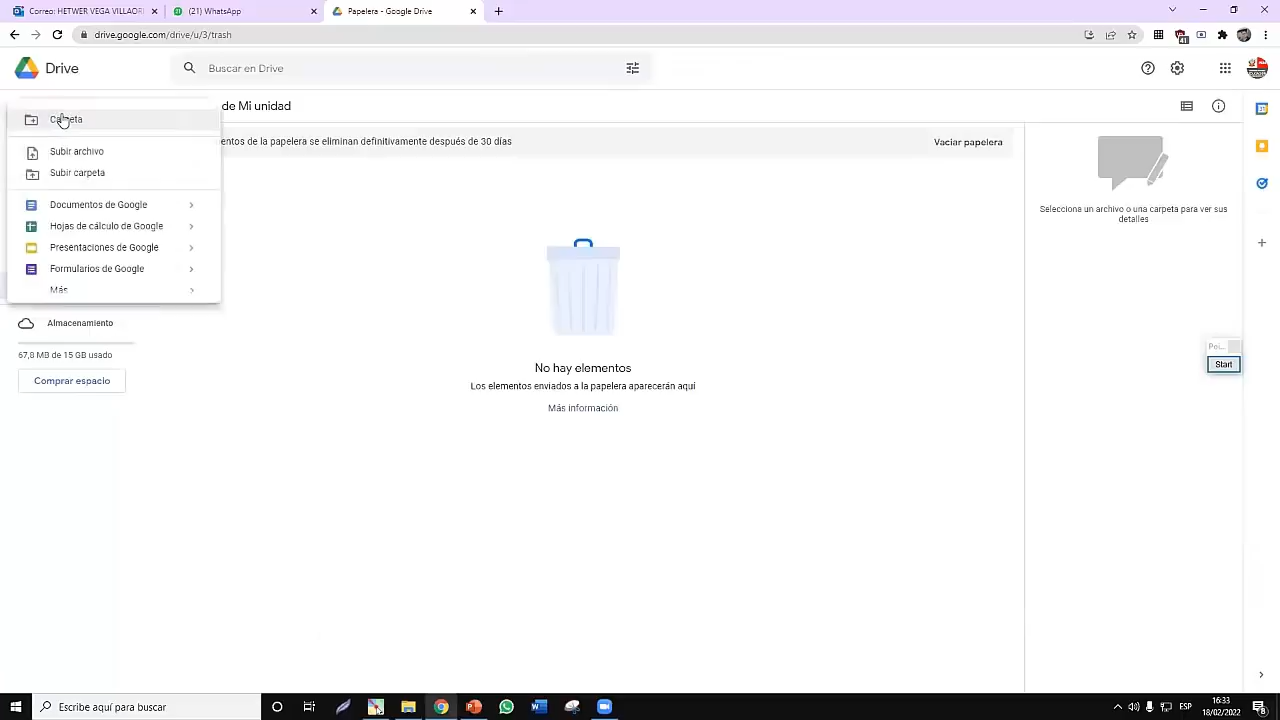 Correo: HETWER VEGA VILLAORI
(21) WhatsApp
Papelera - Google Drive
drive.google.com/drive/u/3/trash
41
Drive
Buscar en Drive
de Mi unidad
Carpeta
entos de la papelera se eliminan definitivamente después de 30 días
Vaciar papelera
Subir archivo
Subir carpeta
Documentos de Google
Hojas de cálculo de Google
Presentaciones de Google
Formularios de Google
Más
Selecciona un archivo o una carpeta para ver sus
detalles
Almacenamiento
67,8 MB de 15 GB usado
Comprar espacio
No hay elementos
Los elementos enviados a la papelera aparecerán aquí
Más información
Poi...
Start
Escribe aquí para buscar
ESP
16:33
18/02/2022